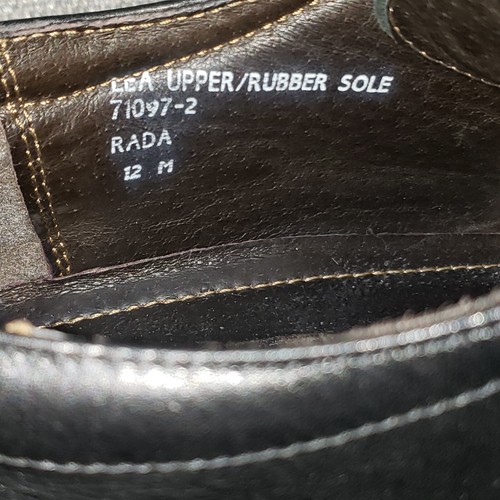 LEA UPPER/RUBBER SOLE
71097-2
RADA
12 M